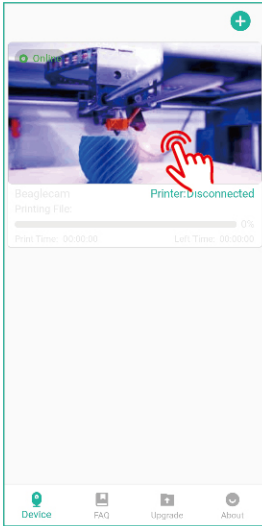 Online
Beaglecam Printer:Disconnected
Printing File:
0%
Print Time: 00:00:00 Left Time: 00:00:00
Device FAQ Upgrade About